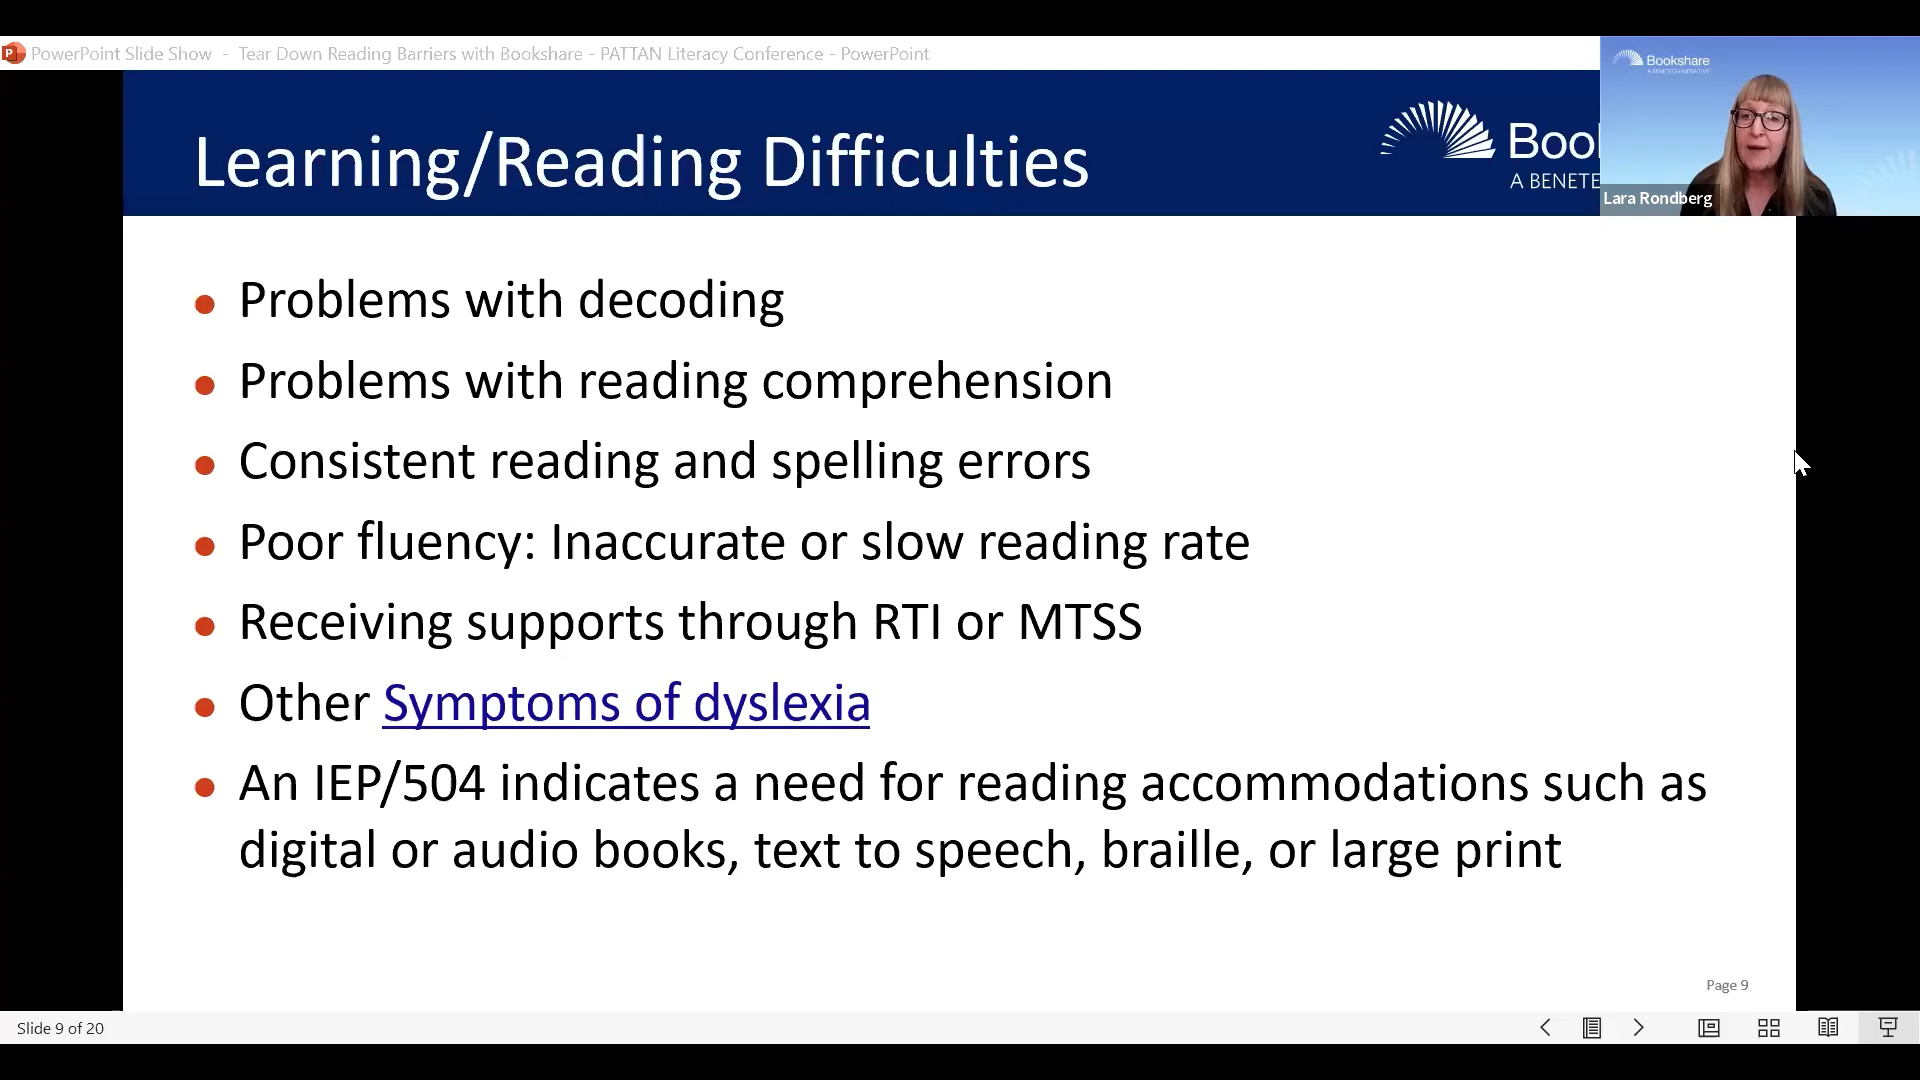 PowerPoint Slide Show - Tear Down Reading Barriers with Bookshare - PATTAN Literacy Conference - PowerPoint
Bookshare
A BENETECH INITIATIVE
Learning/Reading Difficulties
Boo
A BENETE
Lara Rondberg
• Problems with decoding
• Problems with reading comprehension
• Consistent reading and spelling errors
• Poor fluency: Inaccurate or slow reading rate
• Receiving supports through RTI or MTSS
• Other Symptoms of dyslexia
• An IEP/504 indicates a need for reading accommodations such as
digital or audio books, text to speech, braille, or large print
Page 9
Slide 9 of 20